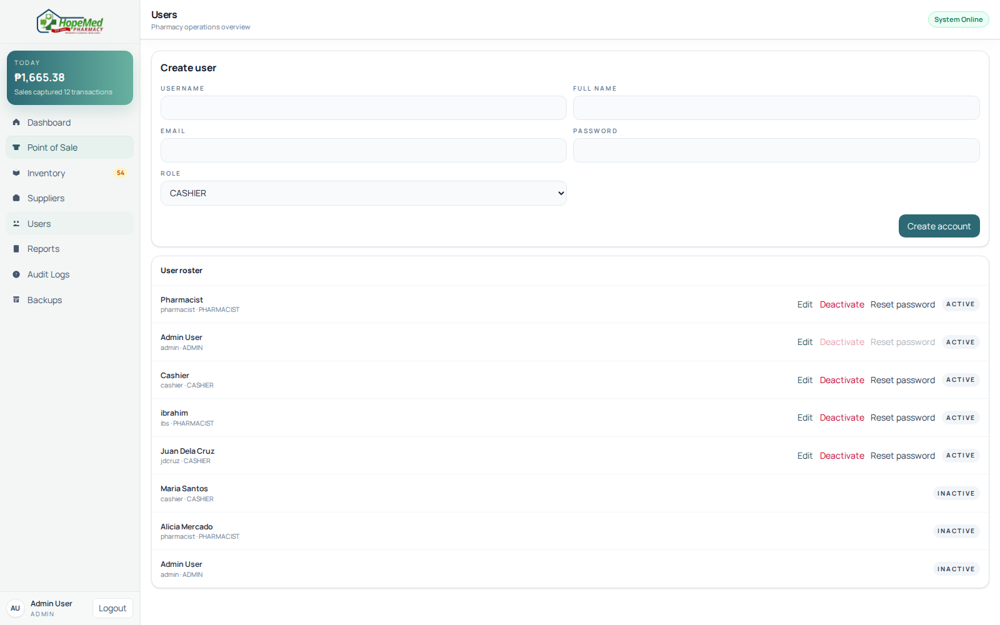 HopeMed
PHARMACY
TODAY
₱1,665.38
Sales captured 12 transactions
Dashboard
Point of Sale
Inventory 54
Suppliers
Users
Reports
Audit Logs
Backups
AU
Admin User
ADMIN
Logout
Users
Pharmacy operations overview
System Online
Create user
USERNAME
FULL NAME
EMAIL
PASSWORD
ROLE
CASHIER
Create account
User roster
Pharmacist
pharmacist · PHARMACIST
Edit Deactivate Reset password ACTIVE
Admin User
admin · ADMIN
Edit Deactivate Reset password ACTIVE
Cashier
cashier · CASHIER
Edit Deactivate Reset password ACTIVE
ibrahim
ibs · PHARMACIST
Edit Deactivate Reset password ACTIVE
Juan Dela Cruz
jdcruz · CASHIER
Edit Deactivate Reset password ACTIVE
Maria Santos
cashier · CASHIER
INACTIVE
Alicia Mercado
pharmacist · PHARMACIST
INACTIVE
Admin User
admin · ADMIN
INACTIVE